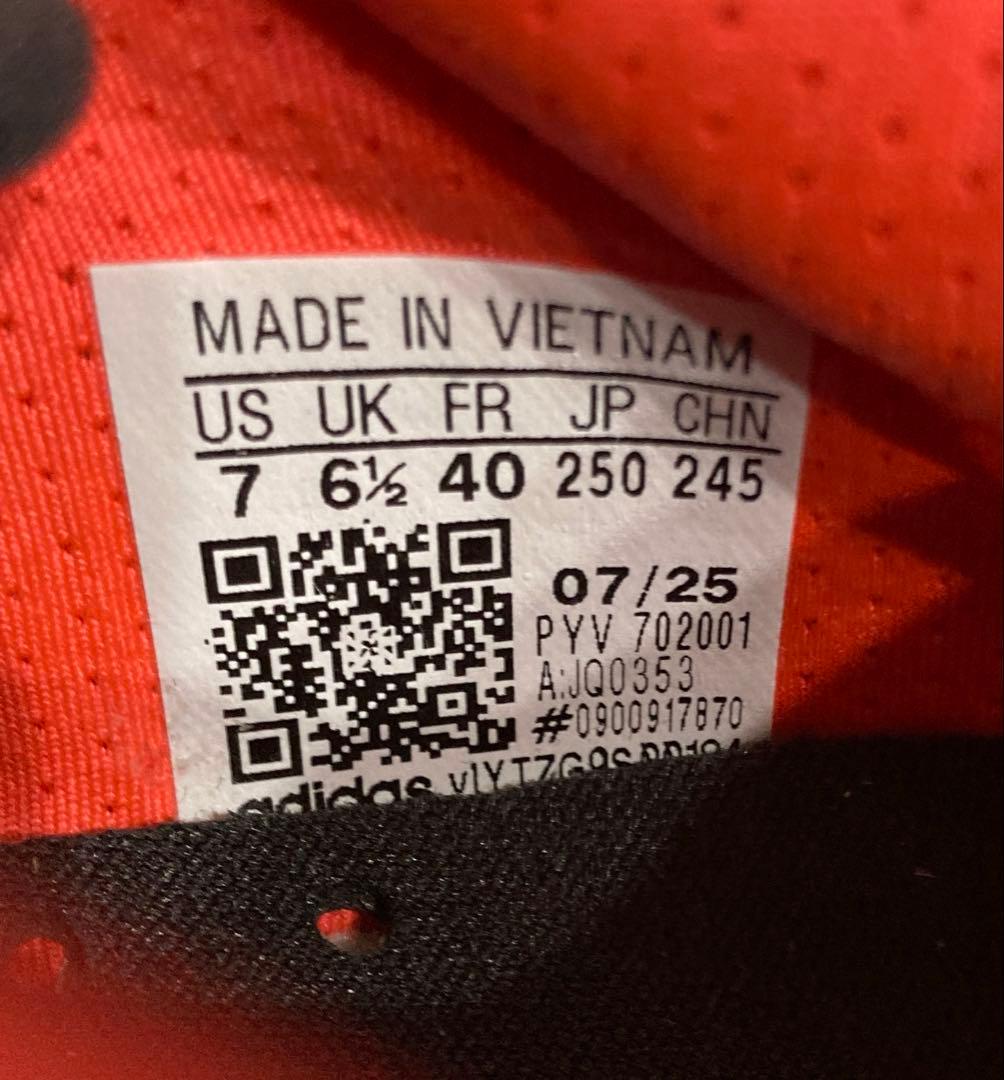 MADE IN VIETNAM
US UK FR JP CHN
7 6½ 40 250 245
07/25
PYV 702001
A:JQ0353
#0900917870
adidas